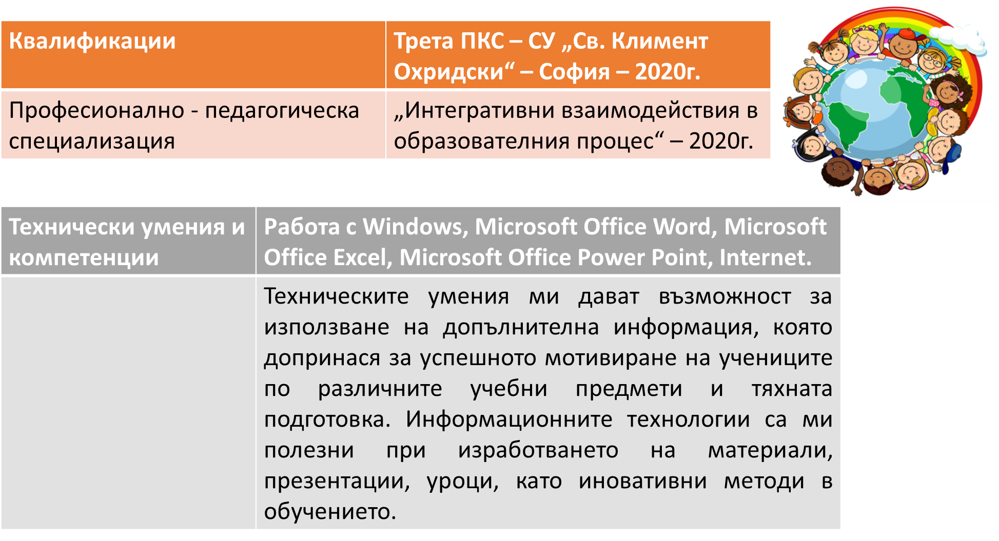 Квалификации
Трета ПКС – СУ „Св. Климент
Охридски“ – София – 2020г.
Професионално - педагогическа
специализация
„Интегративни взаимодействия в
образователния процес“ – 2020г.
Технически умения и
компетенции
Работа с Windows, Microsoft Office Word, Microsoft
Office Excel, Microsoft Office Power Point, Internet.
Техническите умения ми дават възможност за
използване на допълнителна информация, която
допринася за успешното мотивиране на учениците
по различните учебни предмети и тяхната
подготовка. Информационните технологии са ми
полезни при изработването на материали,
презентации, уроци, като иновативни методи в
обучението.